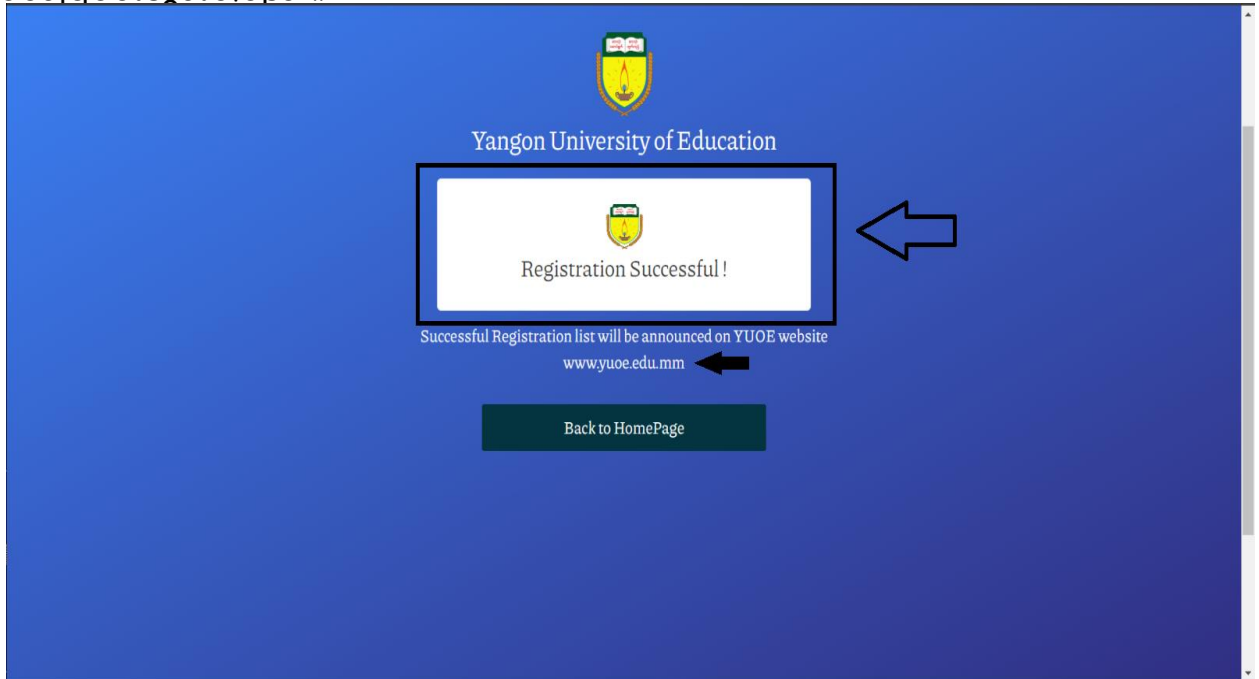 Yangon University of Education
Registration Successful !
Successful Registration list will be announced on YUOE website
www.yuoe.edu.mm
Back to HomePage